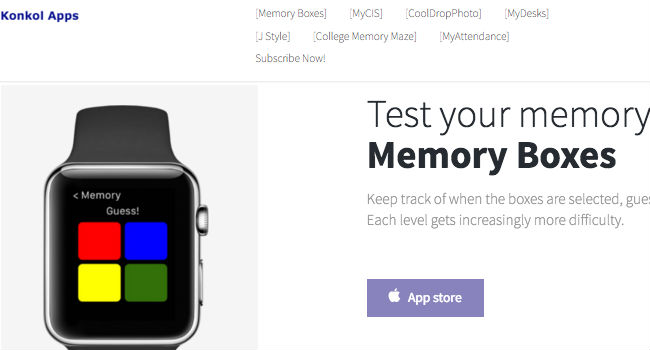 Konkol Apps
[Memory Boxes] [MyCIS] [CoolDropPhoto] [MyDesks]
[J Style] [College Memory Maze] [MyAttendance]
Subscribe Now!
Test your memory
Memory Boxes
Keep track of when the boxes are selected, gues
Each level gets increasingly more difficulty.
App store
< Memory
Guess!